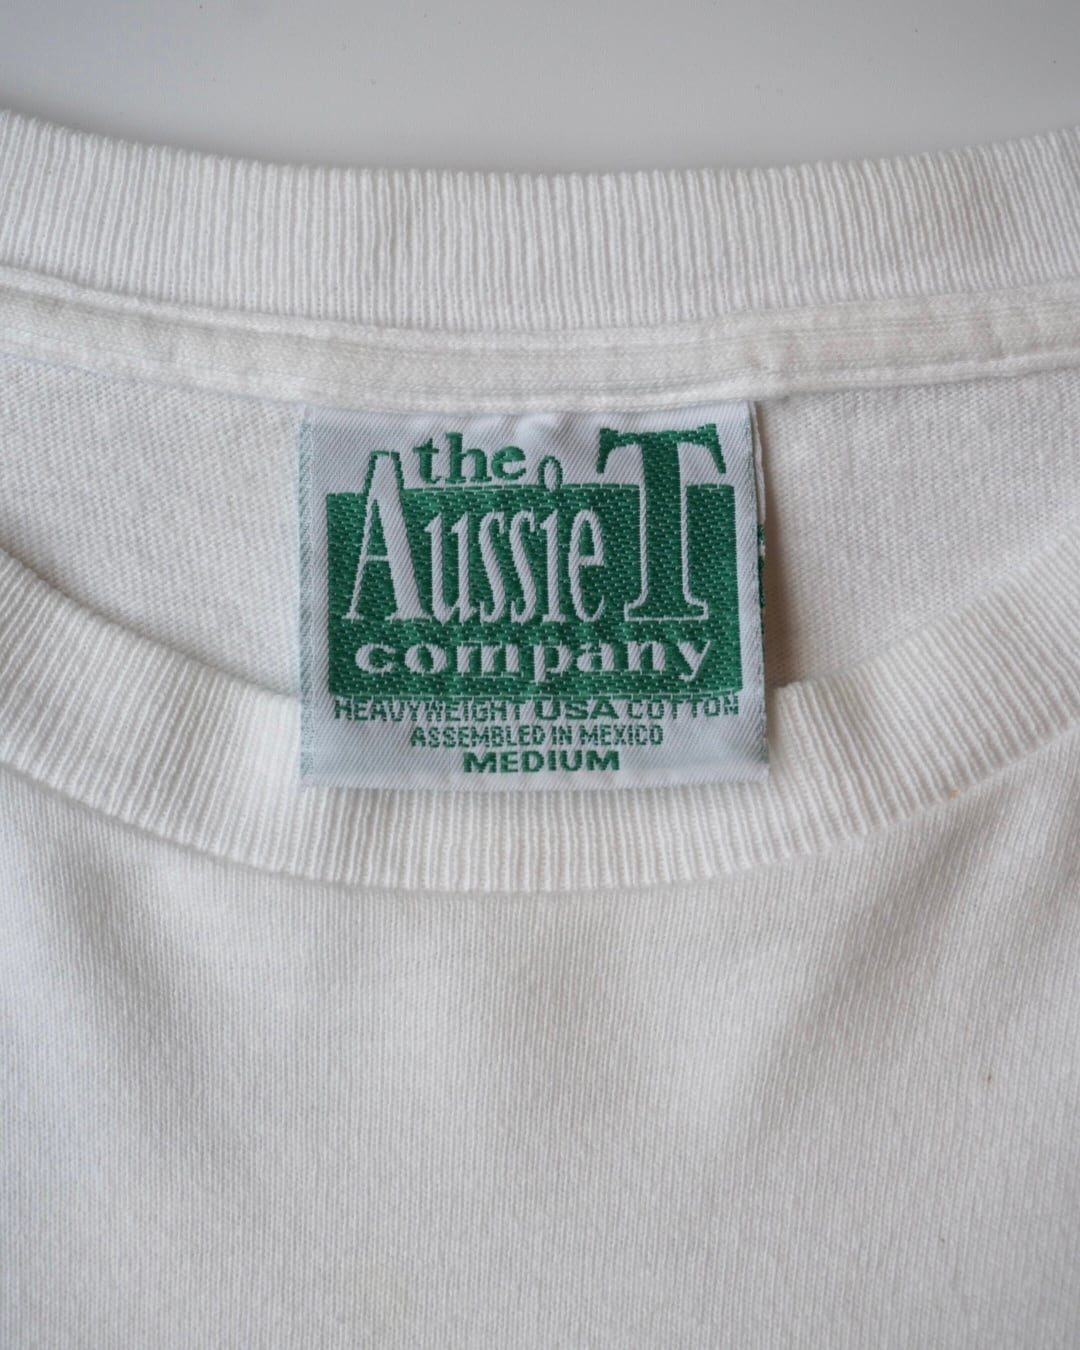 the
Aussie T
company
HEAVYWEIGHT USA COTTON
ASSEMBLED IN MEXICO
MEDIUM